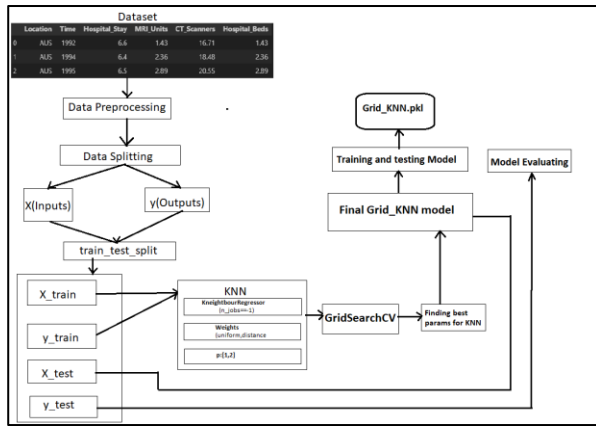 Dataset
Location Time Hospital_Stay MRI_Units CT_Scanners Hospital_Beds
0 AUS 1992 6.6 1.43 16.71 1.43
1 AUS 1994 6.4 2.36 18.48 2.36
2 AUS 1995 6.5 2.89 20.55 2.89
Data Preprocessing
Data Splitting
X(Inputs)
y(Outputs)
train_test_split
X_train
y_train
X_test
y_test
KNN
KneightbourRegressor
(n_jobs=-1)
Weights
(uniform,distance
p:[1,2]
GridSearchCV
Finding best
params for KNN
Final Grid_KNN model
Training and testing Model
Grid_KNN.pkl
Model Evaluating